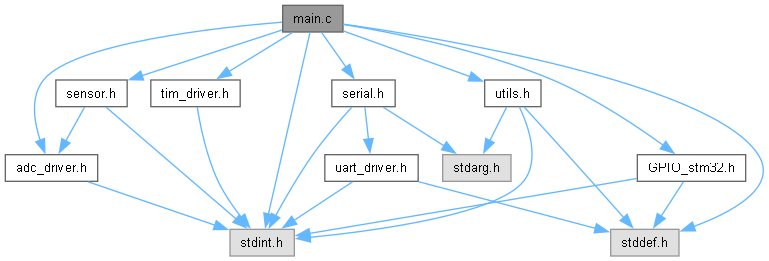 main.c
sensor.h
tim_driver.h
serial.h
utils.h
adc_driver.h
uart_driver.h
stdarg.h
GPIO_stm32.h
stdint.h
stddef.h